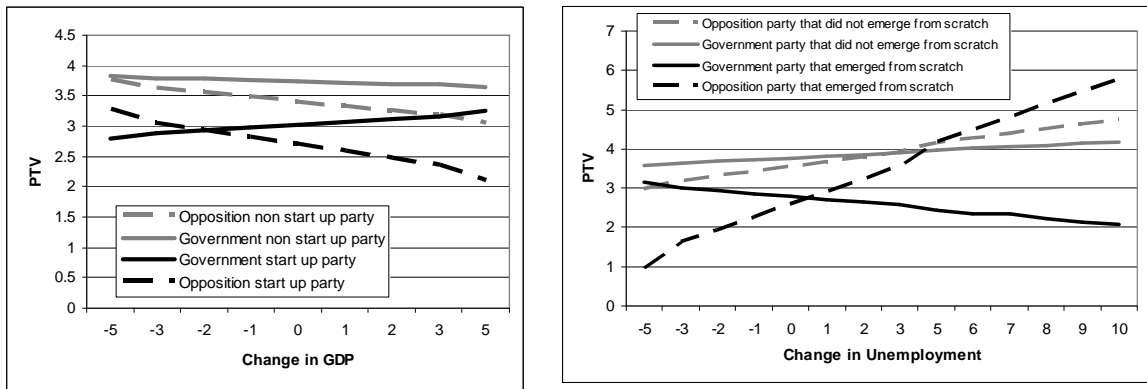 4.5
4
3.5
3
2.5
2
1.5
1
0.5
0
PTV
Opposition non start up party
Government non start up party
Government start up party
Opposition start up party
-5 -3 -2 -1 0 1 2 3 5
Change in GDP
7
6
5
4
3
2
1
0
PTV
Opposition party that did not emerge from scratch
Government party that did not emerge from scratch
Government party that emerged from scratch
Opposition party that emerged from scratch
-5 -3 -2 -1 0 1 2 3 5 6 7 8 9 10
Change in Unemployment